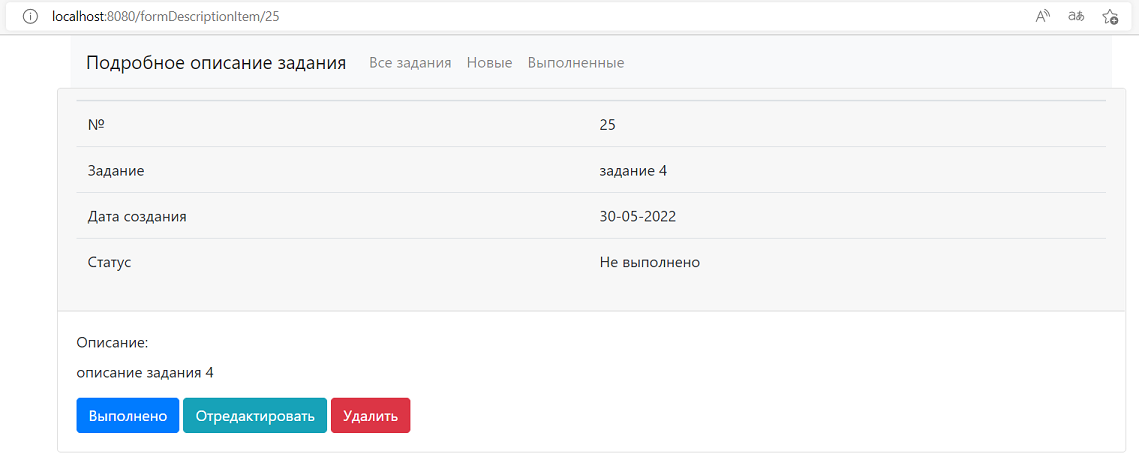 localhost:8080/formDescriptionItem/25
Подробное описание задания Все задания Новые Выполненные
№ 25
Задание задание 4
Дата создания 30-05-2022
Статус Не выполнено
Описание:
описание задания 4
Выполнено Отредактировать Удалить